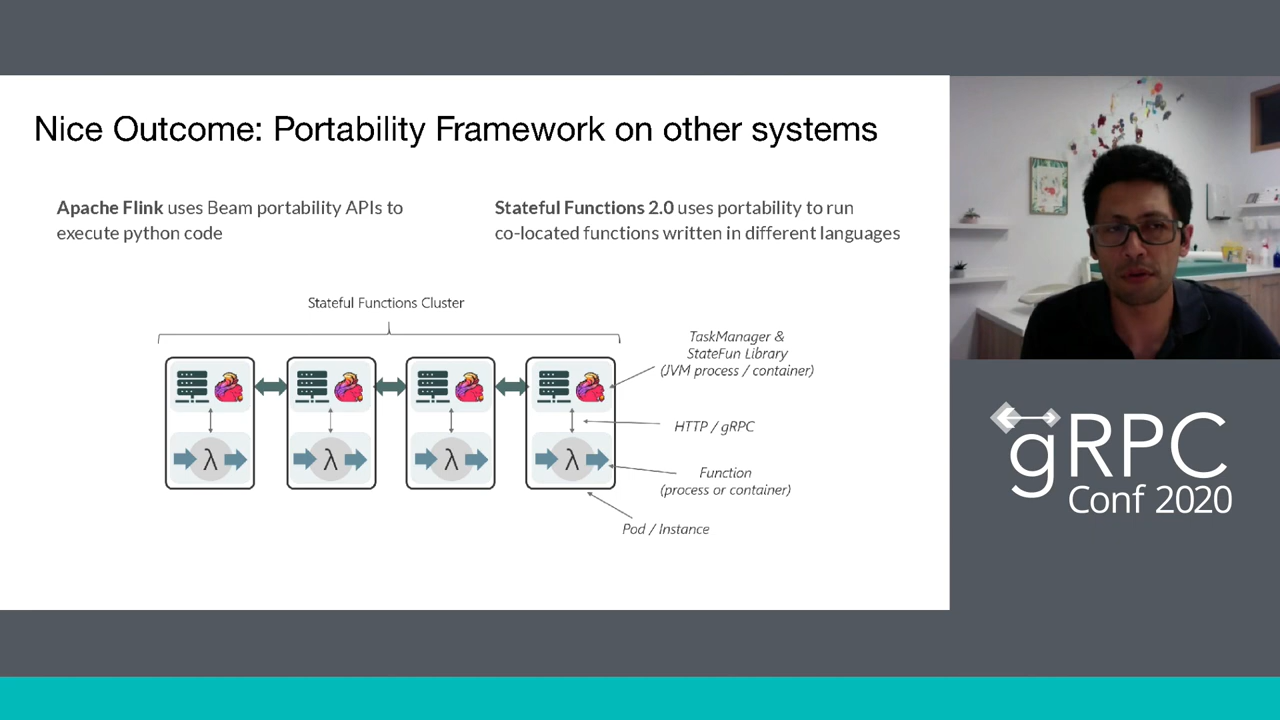 Nice Outcome: Portability Framework on other systems
Apache Flink uses Beam portability APIs to
execute python code
Stateful Functions 2.0 uses portability to run
co-located functions written in different languages
Stateful Functions Cluster
TaskManager &
StateFun Library
(JVM process / container)
HTTP / gRPC
Function
(process or container)
Pod / Instance
λ
λ
λ
λ
gRPC
Conf 2020